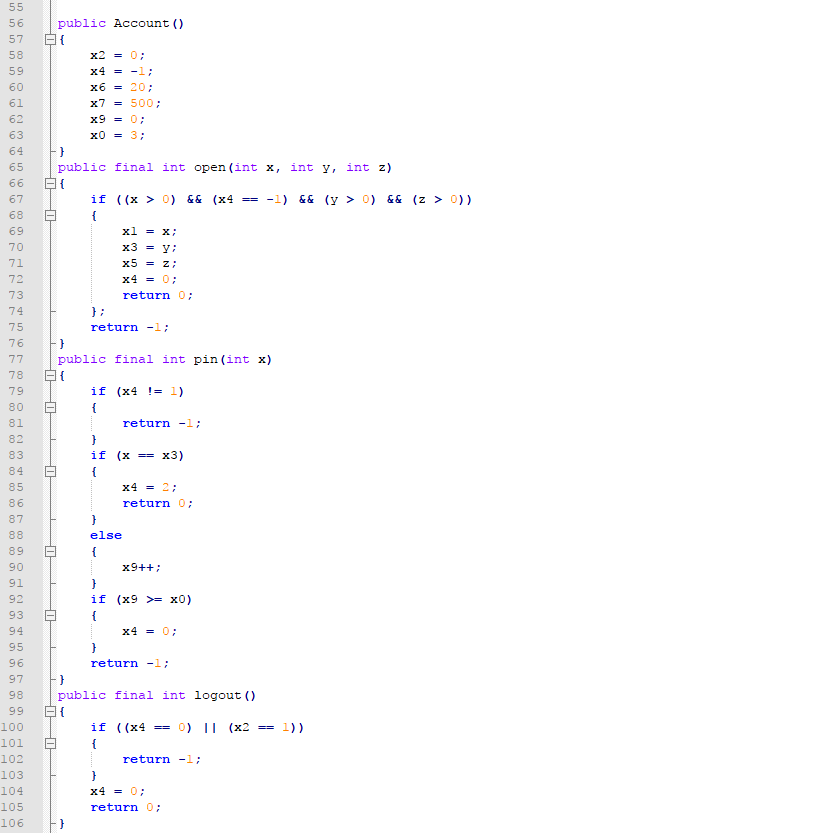 55
56 public Account()
57 {
58 x2 = 0;
59 x4 = -1;
60 x6 = 20;
61 x7 = 500;
62 x9 = 0;
63 x0 = 3;
64 }
65 public final int open(int x, int y, int z)
66 {
67 if ((x > 0) && (x4 == -1) && (y > 0) && (z > 0))
68 {
69 x1 = x;
70 x3 = y;
71 x5 = z;
72 x4 = 0;
73 return 0;
74 };
75 return -1;
76 }
77 public final int pin(int x)
78 {
79 if (x4 != 1)
80 {
81 return -1;
82 }
83 if (x == x3)
84 {
85 x4 = 2;
86 return 0;
87 }
88 else
89 {
90 x9++;
91 }
92 if (x9 >= x0)
93 {
94 x4 = 0;
95 }
96 return -1;
97 }
98 public final int logout()
99 {
100 if ((x4 == 0) || (x2 == 1))
101 {
102 return -1;
103 }
104 x4 = 0;
105 return 0;
106 }